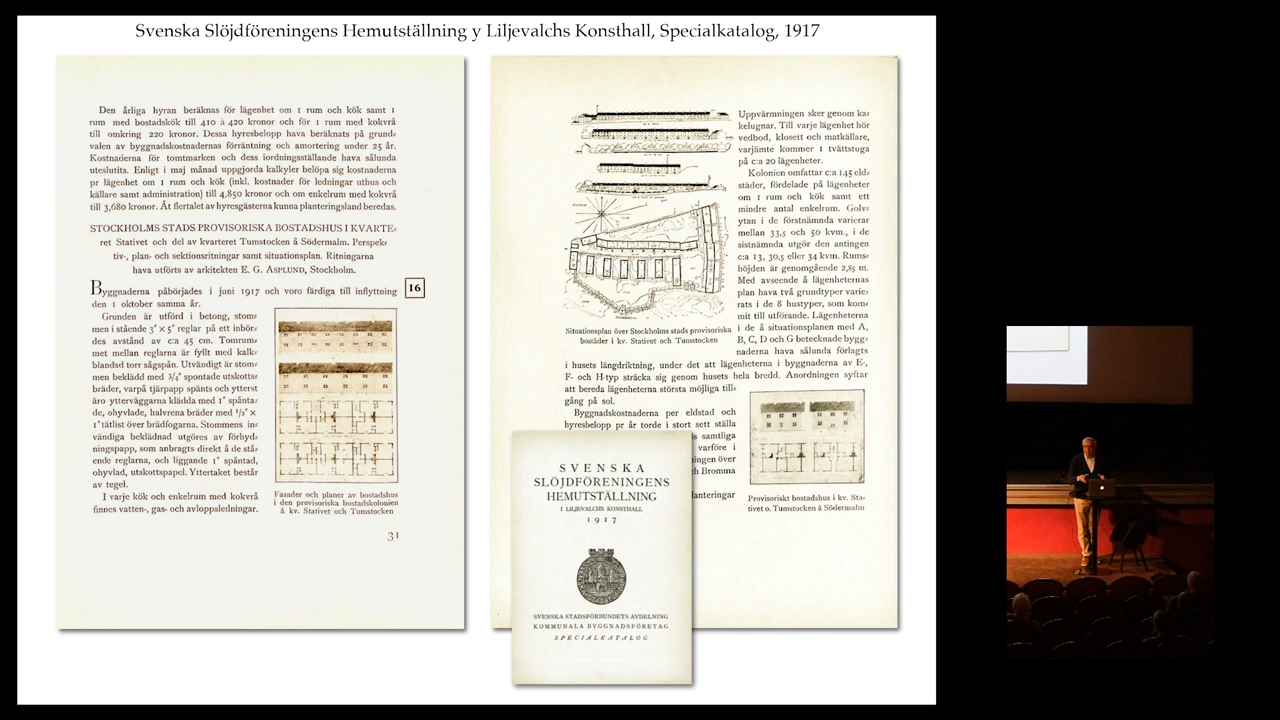 Svenska Slöjdföreningens Hemutställning y Liljevalchs Konsthall, Specialkatalog, 1917
Den årliga hyran beräknas för lägenhet om 1 rum och kök samt 1
rum med bostadskök till 410 à 420 kronor och för 1 rum med kokvrå
till omkring 220 kronor. Dessa hyresbelopp hava beräknats på grund-
valen av byggnadskostnadernas förräntning och amortering under 25 år.
Kostnaderna för tomtmarken och dess iordningsställande hava sålunda
uteslutits. Enligt i maj månad uppgjorda kalkyler belöpa sig kostnaderna
pr lägenhet om 1 rum och kök (inkl. kostnader för ledningar uthus och
källare samt administration) till 4,850 kronor och om enkelrum med kokvrå
till 3,680 kronor. Åt flertalet av hyresgästerna kunna planteringsland beredas.
STOCKHOLMS STADS PROVISORISKA BOSTADSHUS I KVARTE-
ret Stativet och del av kvarteret Tumstocken å Södermalm. Perspek-
tiv-, plan- och sektionsritningar samt situationsplan. Ritningarna
hava utförts av arkitekten E. G. ASPLUND, Stockholm.
16
Byggnaderna påbörjades i juni 1917 och voro färdiga till inflyttning
den 1 oktober samma år.
Grunden är utförd i betong, stom-
men i stående 3" × 5" reglar på ett inbör-
des avstånd av c:a 45 cm. Tomrum-
met mellan reglarna är fylld med kalk-
blandad torr sågspån. Utvändigt är stom-
men beklädd med 3/4" spontade utskotts-
bräder, varpå tjärpapp spänts och ytterst
äro ytterväggarna klädda med 1" spånta-
de, ohyvlade, halvrena bräder med 1/2" ×
1" tätlist över brädfogarna. Stommens in-
vändiga beklädnad utgöres av förhyd-
ningspapp, som anbragts direkt å de stå-
ende reglarna, och liggande 1" spåntad,
ohyvlad, utskottspapel. Yttertaket består
av tegel.
I varje kök och enkelrum med kokvrå
finnes vatten-, gas- och avloppsledningar.
Fasader och planer av bostadshus
i den provisoriska bostadskolonien
å kv. Stativet och Tumstocken
31
Uppvärmningen sker genom ka-
kelugnar. Till varje lägenhet hör
vedbod, klosett och matkällare,
varjämte kommer 1 tvättstuga
på c:a 20 lägenheter.
Kolonien omfattar c:a 145 eld-
städer, fördelade på lägenheter
om 1 rum och kök samt ett
mindre antal enkelrum. Golv-
ytan i de förstnämnda varierar
mellan 33,5 och 50 kvm., i de
sistnämnda utgör den antingen
c:a 13, 30,5 eller 34 kvm. Rums-
höjden är genomgående 2,85 m.
Med avseende å lägenheternas
plan hava två grundtyper varie-
rats i de 8 hustyper, som kom-
mit till utförande. Lägenheterna
i de å situationsplanen med A,
B, C, D och G betecknade bygg-
naderna hava sålunda förlagts
Situationsplan över Stockholms stads provisoriska
bostäder i kv. Stativet och Tumstocken
i husets längdriktning, under det att lägenheterna i byggnaderna av E-,
F- och H-typ sträcka sig genom husets hela bredd. Anordningen syftar
att bereda lägenheterna största möjliga till-
gång på sol.
Byggnadskostnaderna per eldstad och
hyresbelopp pr år torde i stort sett ställa
samtliga
varföre i
ningen över
ch Bromma
lanteringar
Provisoriskt bostadshus i kv. Sta-
tivet o. Tumstocken å Södermalm
SVENSKA
SLÖJDFÖRENINGENS
HEMUTSTÄLLNING
I LILJEVALCHS KONSTHALL
1917
SVENSKA STADSFÖRBUNDETS AVDELNING
KOMMUNALA BYGGNADSFÖRETAG
SPECIALKATALOG